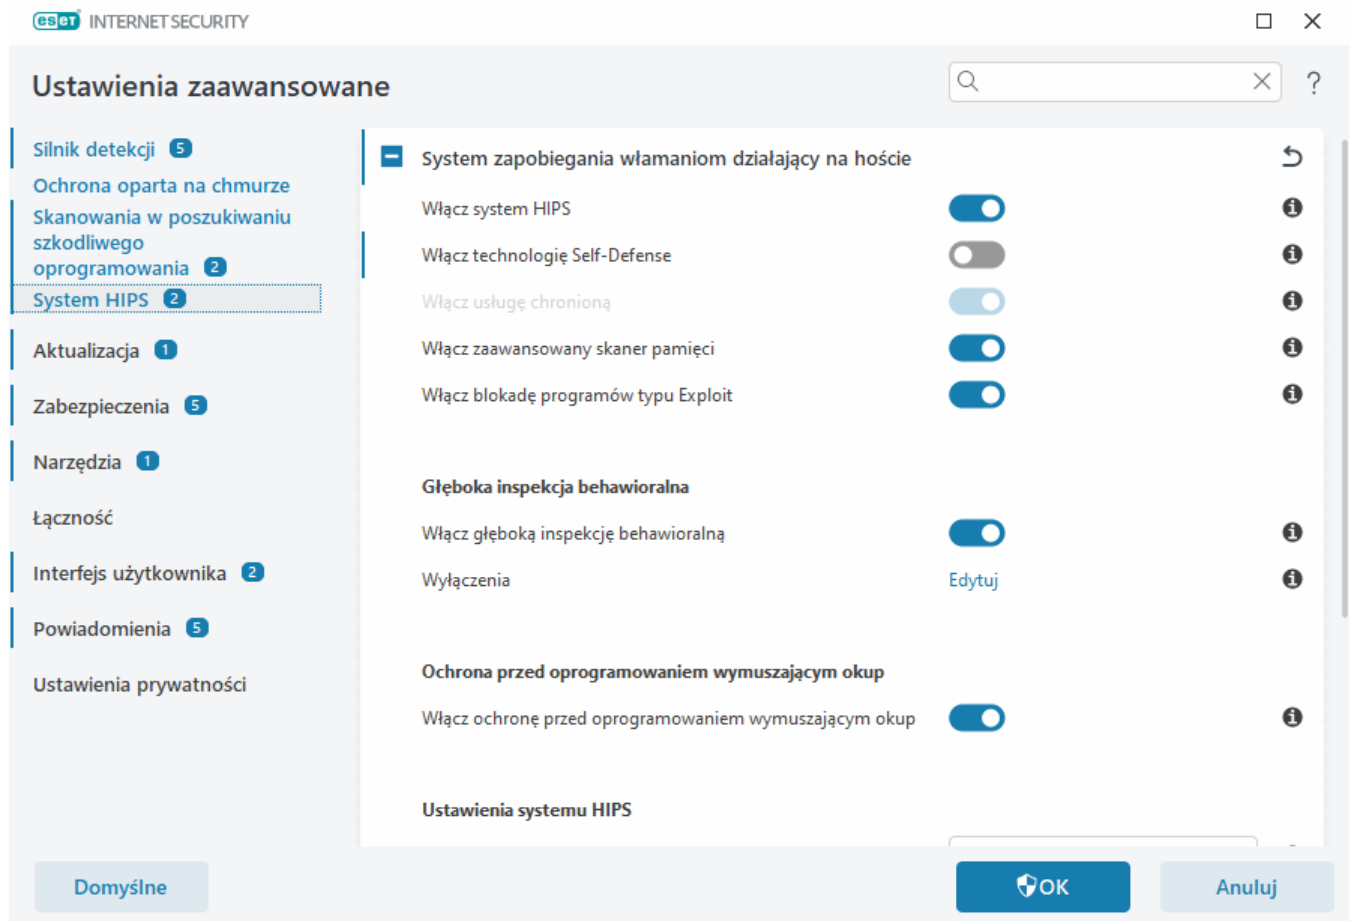 eset INTERNET SECURITY
Ustawienia zaawansowane
?
Silnik detekcji 5
Ochrona oparta na chmurze
Skanowania w poszukiwaniu
szkodliwego
oprogramowania 2
System HIPS 2
Aktualizacja 1
Zabezpieczenia 5
Narzędzia 1
Łączność
Interfejs użytkownika 2
Powiadomienia 5
Ustawienia prywatności
System zapobiegania włamaniom działający na hoście
Włącz system HIPS
Włącz technologię Self-Defense
Włącz usługę chronioną
Włącz zaawansowany skaner pamięci
Włącz blokadę programów typu Exploit
Głęboka inspekcja behawioralna
Włącz głęboką inspekcję behawioralną
Wyłączenia Edytuj
Ochrona przed oprogramowaniem wymuszającym okup
Włącz ochronę przed oprogramowaniem wymuszającym okup
Ustawienia systemu HIPS
Domyślne OK Anuluj